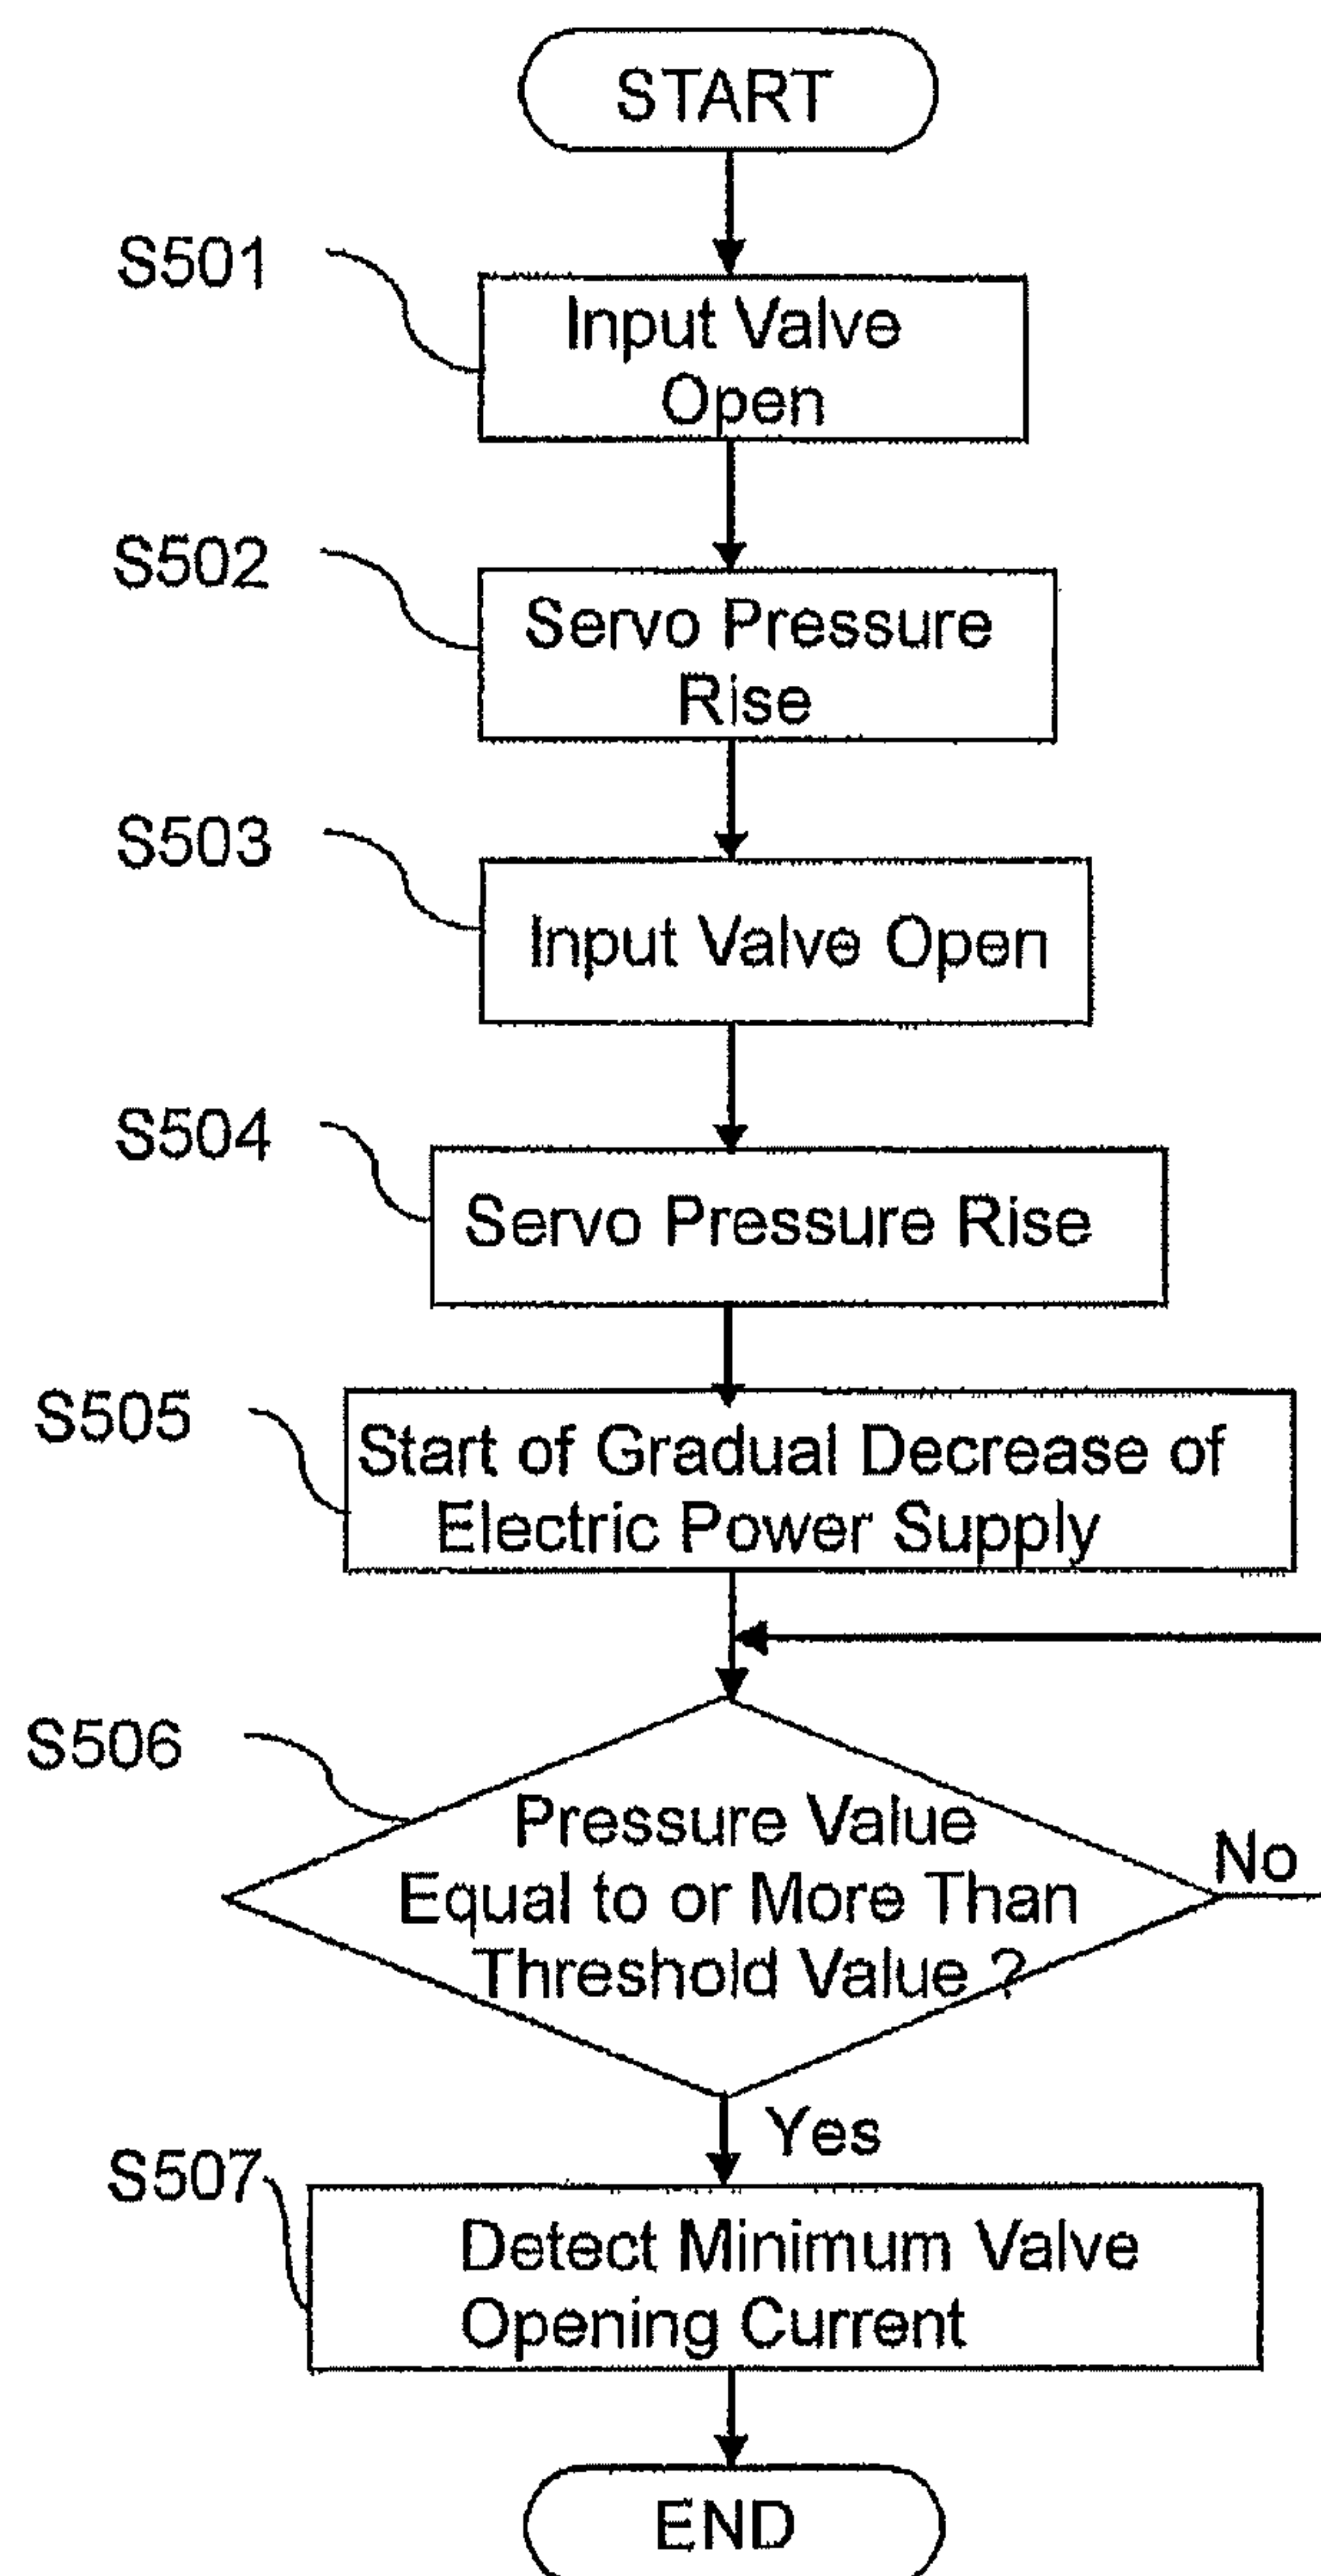 START
S501
Input Valve
Open
S502
Servo Pressure
Rise
S503
Input Valve Open
S504
Servo Pressure Rise
S505
Start of Gradual Decrease of
Electric Power Supply
S506
Pressure Value
Equal to or More Than
Threshold Value ?
No
Yes
S507
Detect Minimum Valve
Opening Current
END